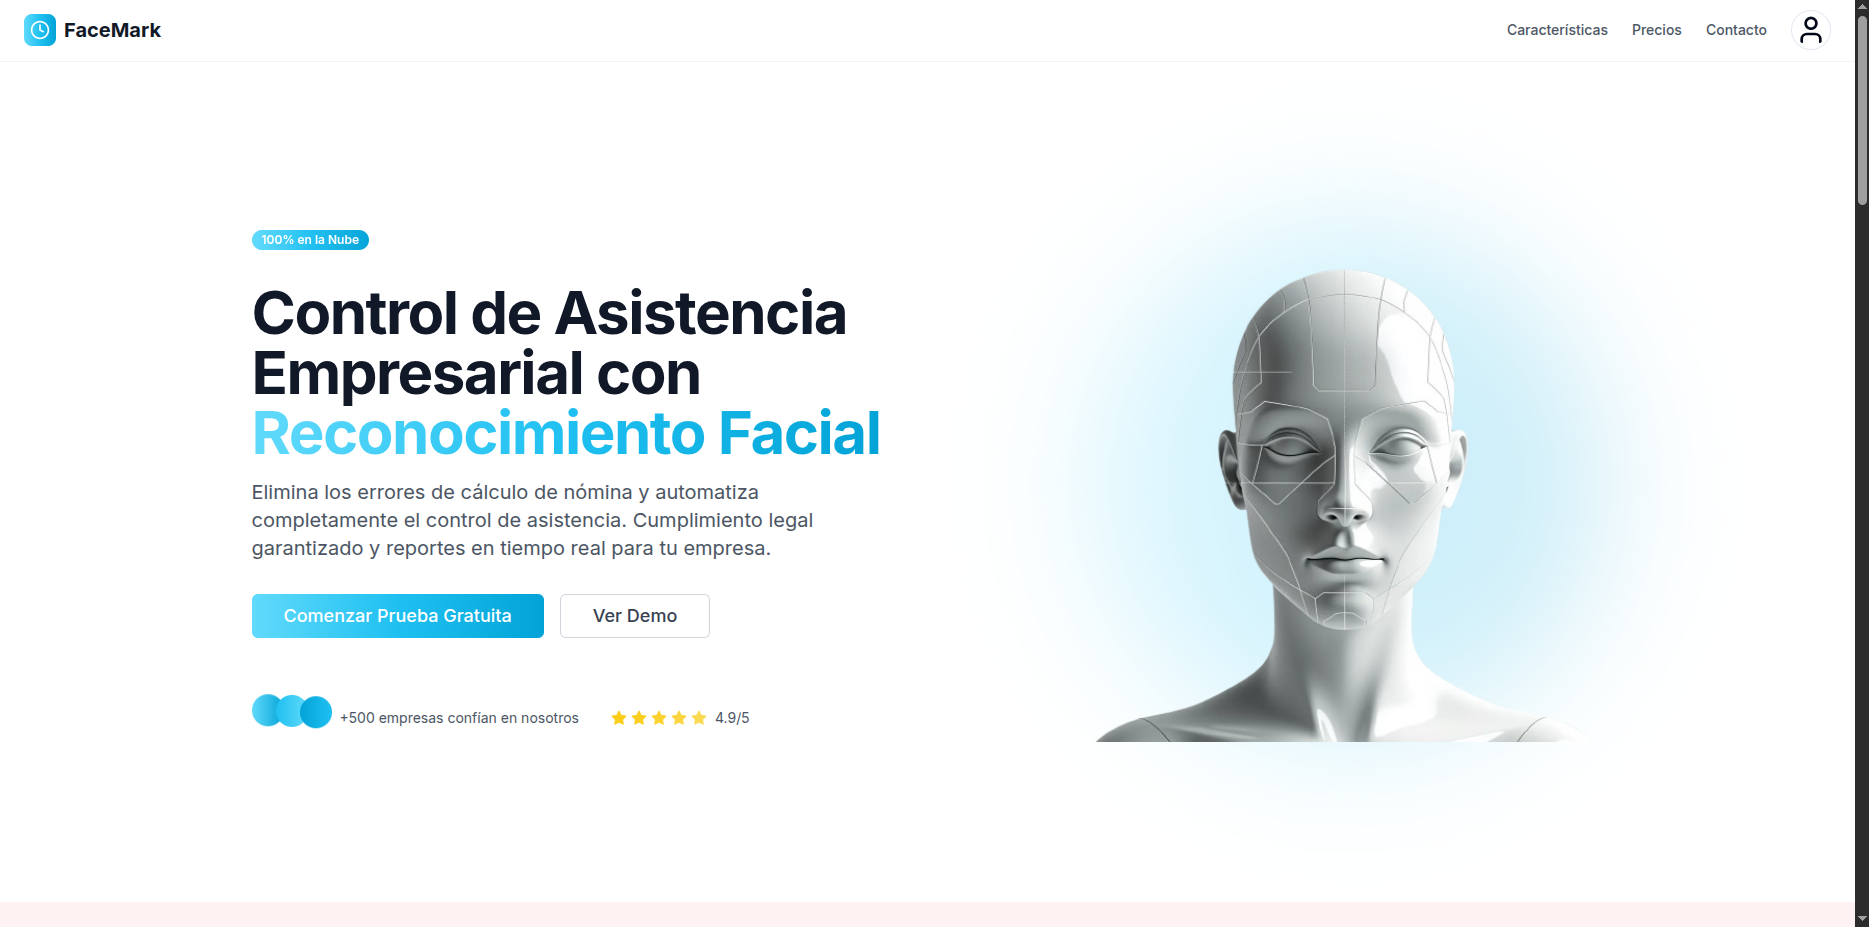 FaceMark
Características
Precios
Contacto
100% en la Nube
Control de Asistencia
Empresarial con
Reconocimiento Facial
Elimina los errores de cálculo de nómina y automatiza
completamente el control de asistencia. Cumplimiento legal
garantizado y reportes en tiempo real para tu empresa.
Comenzar Prueba Gratuita
Ver Demo
+500 empresas confían en nosotros
4.9/5